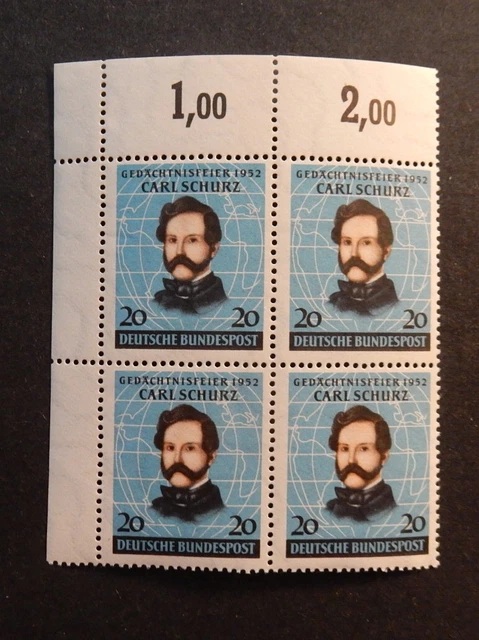 1,00 2,00
GEDÄCHTNISFEIER 1952
CARL SCHURZ
20 20
DEUTSCHE BUNDESPOST
GEDÄCHTNISFEIER 1952
CARL SCHURZ
20 20
DEUTSCHE BUNDESPOST
GEDÄCHTNISFEIER 1952
CARL SCHURZ
20 20
DEUTSCHE BUNDESPOST
GEDÄCHTNISFEIER 1952
CARL SCHURZ
20 20
DEUTSCHE BUNDESPOST